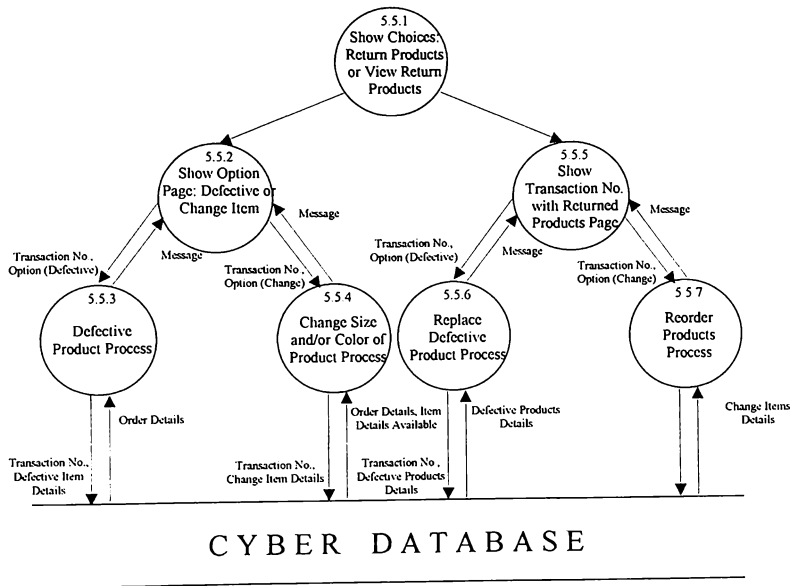 5.5.1
Show Choices:
Return Products
or View Return
Products
5.5.2
Show Option
Page: Defective or
Change Item
5.5.5
Show
Transaction No.
with Returned
Products Page
Message
Message
Transaction No.,
Option (Defective)
Message
Transaction No.,
Option (Change)
Transaction No.,
Option (Defective)
Message
Transaction No.,
Option (Change)
5.5.3
Defective
Product Process
5.5.4
Change Size
and/or Color of
Product Process
5.5.6
Replace
Defective
Product Process
5.5.7
Reorder
Products
Process
Order Details
Order Details, Item
Details Available
Defective Products
Details
Change Items
Details
Transaction No.,
Defective Item
Details
Transaction No.,
Change Item Details
Transaction No.,
Defective Products
Details
CYBER DATABASE